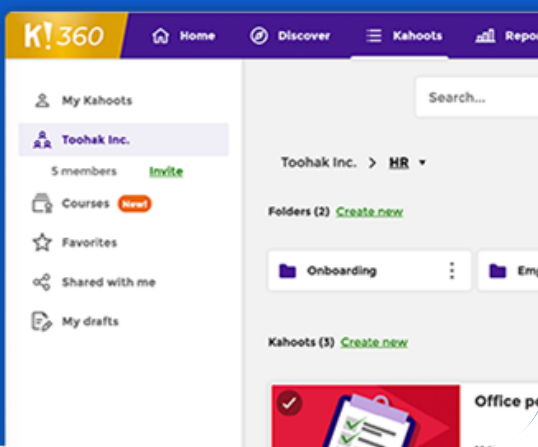 K! 360
Home
Discover
Kahoots
My Kahoots
Toohak Inc.
5 members Invite
Courses New!
Favorites
Shared with me
My drafts
Search...
Toohak Inc. > HR
Folders (2) Create new
Onboarding
Kahoots (3) Create new
Office